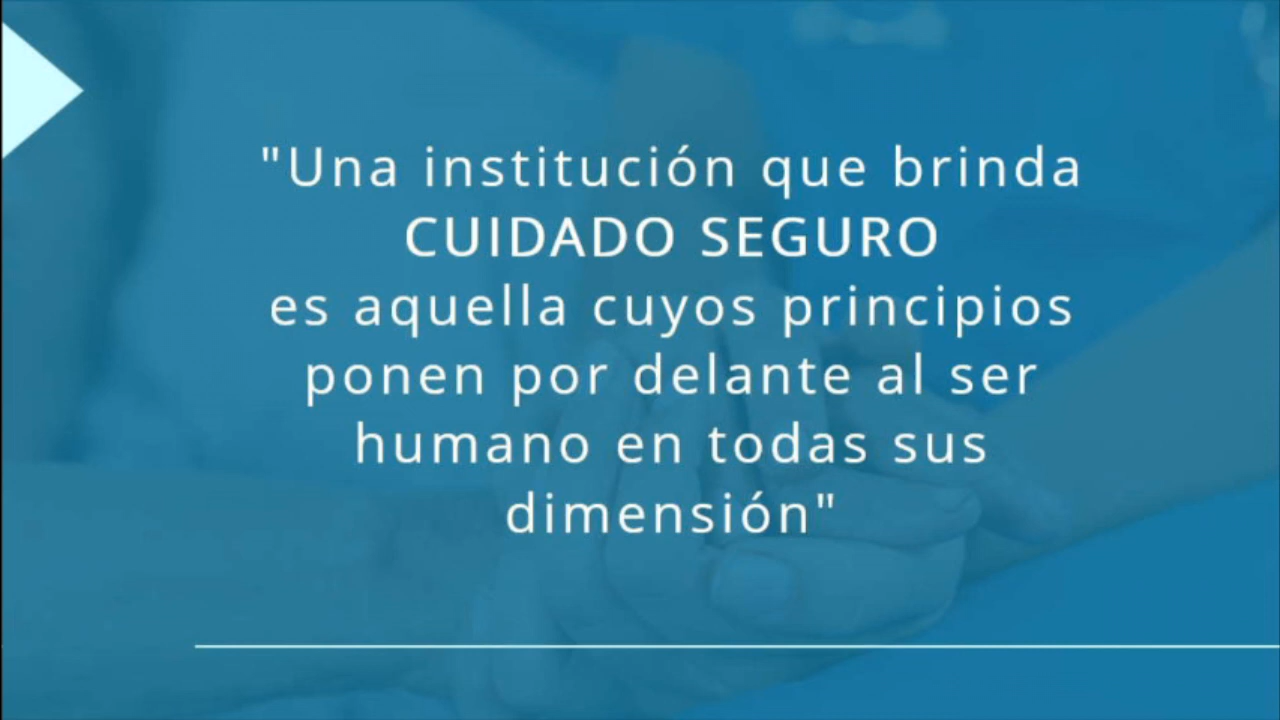 "Una institución que brinda
CUIDADO SEGURO
es aquella cuyos principios
ponen por delante al ser
humano en todas sus
dimensión"